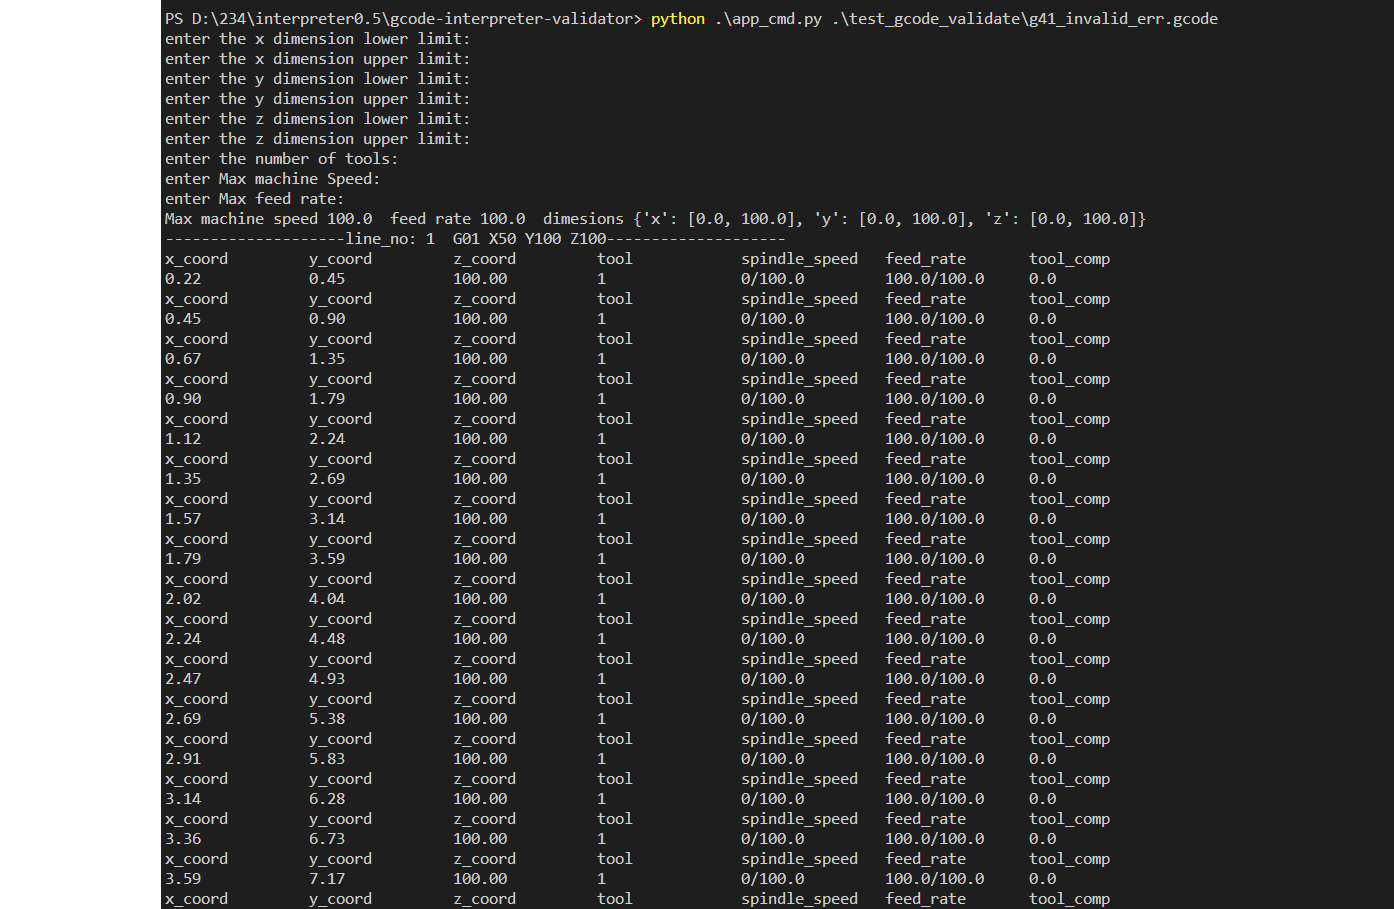 PS D:\234\interpreter0.5\gcode-interpreter-validator> python .\app_cmd.py .\test_gcode_validate\g41_invalid_err.gcode
enter the x dimension lower limit:
enter the x dimension upper limit:
enter the y dimension lower limit:
enter the y dimension upper limit:
enter the z dimension lower limit:
enter the z dimension upper limit:
enter the number of tools:
enter Max machine Speed:
enter Max feed rate:
Max machine speed 100.0  feed rate 100.0  dimesions {'x': [0.0, 100.0], 'y': [0.0, 100.0], 'z': [0.0, 100.0]}
--------------------line_no: 1  G01 X50 Y100 Z100--------------------
x_coord y_coord z_coord tool spindle_speed feed_rate tool_comp
0.22 0.45 100.00 1 0/100.0 100.0/100.0 0.0
x_coord y_coord z_coord tool spindle_speed feed_rate tool_comp
0.45 0.90 100.00 1 0/100.0 100.0/100.0 0.0
x_coord y_coord z_coord tool spindle_speed feed_rate tool_comp
0.67 1.35 100.00 1 0/100.0 100.0/100.0 0.0
x_coord y_coord z_coord tool spindle_speed feed_rate tool_comp
0.90 1.79 100.00 1 0/100.0 100.0/100.0 0.0
x_coord y_coord z_coord tool spindle_speed feed_rate tool_comp
1.12 2.24 100.00 1 0/100.0 100.0/100.0 0.0
x_coord y_coord z_coord tool spindle_speed feed_rate tool_comp
1.35 2.69 100.00 1 0/100.0 100.0/100.0 0.0
x_coord y_coord z_coord tool spindle_speed feed_rate tool_comp
1.57 3.14 100.00 1 0/100.0 100.0/100.0 0.0
x_coord y_coord z_coord tool spindle_speed feed_rate tool_comp
1.79 3.59 100.00 1 0/100.0 100.0/100.0 0.0
x_coord y_coord z_coord tool spindle_speed feed_rate tool_comp
2.02 4.04 100.00 1 0/100.0 100.0/100.0 0.0
x_coord y_coord z_coord tool spindle_speed feed_rate tool_comp
2.24 4.48 100.00 1 0/100.0 100.0/100.0 0.0
x_coord y_coord z_coord tool spindle_speed feed_rate tool_comp
2.47 4.93 100.00 1 0/100.0 100.0/100.0 0.0
x_coord y_coord z_coord tool spindle_speed feed_rate tool_comp
2.69 5.38 100.00 1 0/100.0 100.0/100.0 0.0
x_coord y_coord z_coord tool spindle_speed feed_rate tool_comp
2.91 5.83 100.00 1 0/100.0 100.0/100.0 0.0
x_coord y_coord z_coord tool spindle_speed feed_rate tool_comp
3.14 6.28 100.00 1 0/100.0 100.0/100.0 0.0
x_coord y_coord z_coord tool spindle_speed feed_rate tool_comp
3.36 6.73 100.00 1 0/100.0 100.0/100.0 0.0
x_coord y_coord z_coord tool spindle_speed feed_rate tool_comp
3.59 7.17 100.00 1 0/100.0 100.0/100.0 0.0
x_coord y_coord z_coord tool spindle_speed feed_rate tool_comp